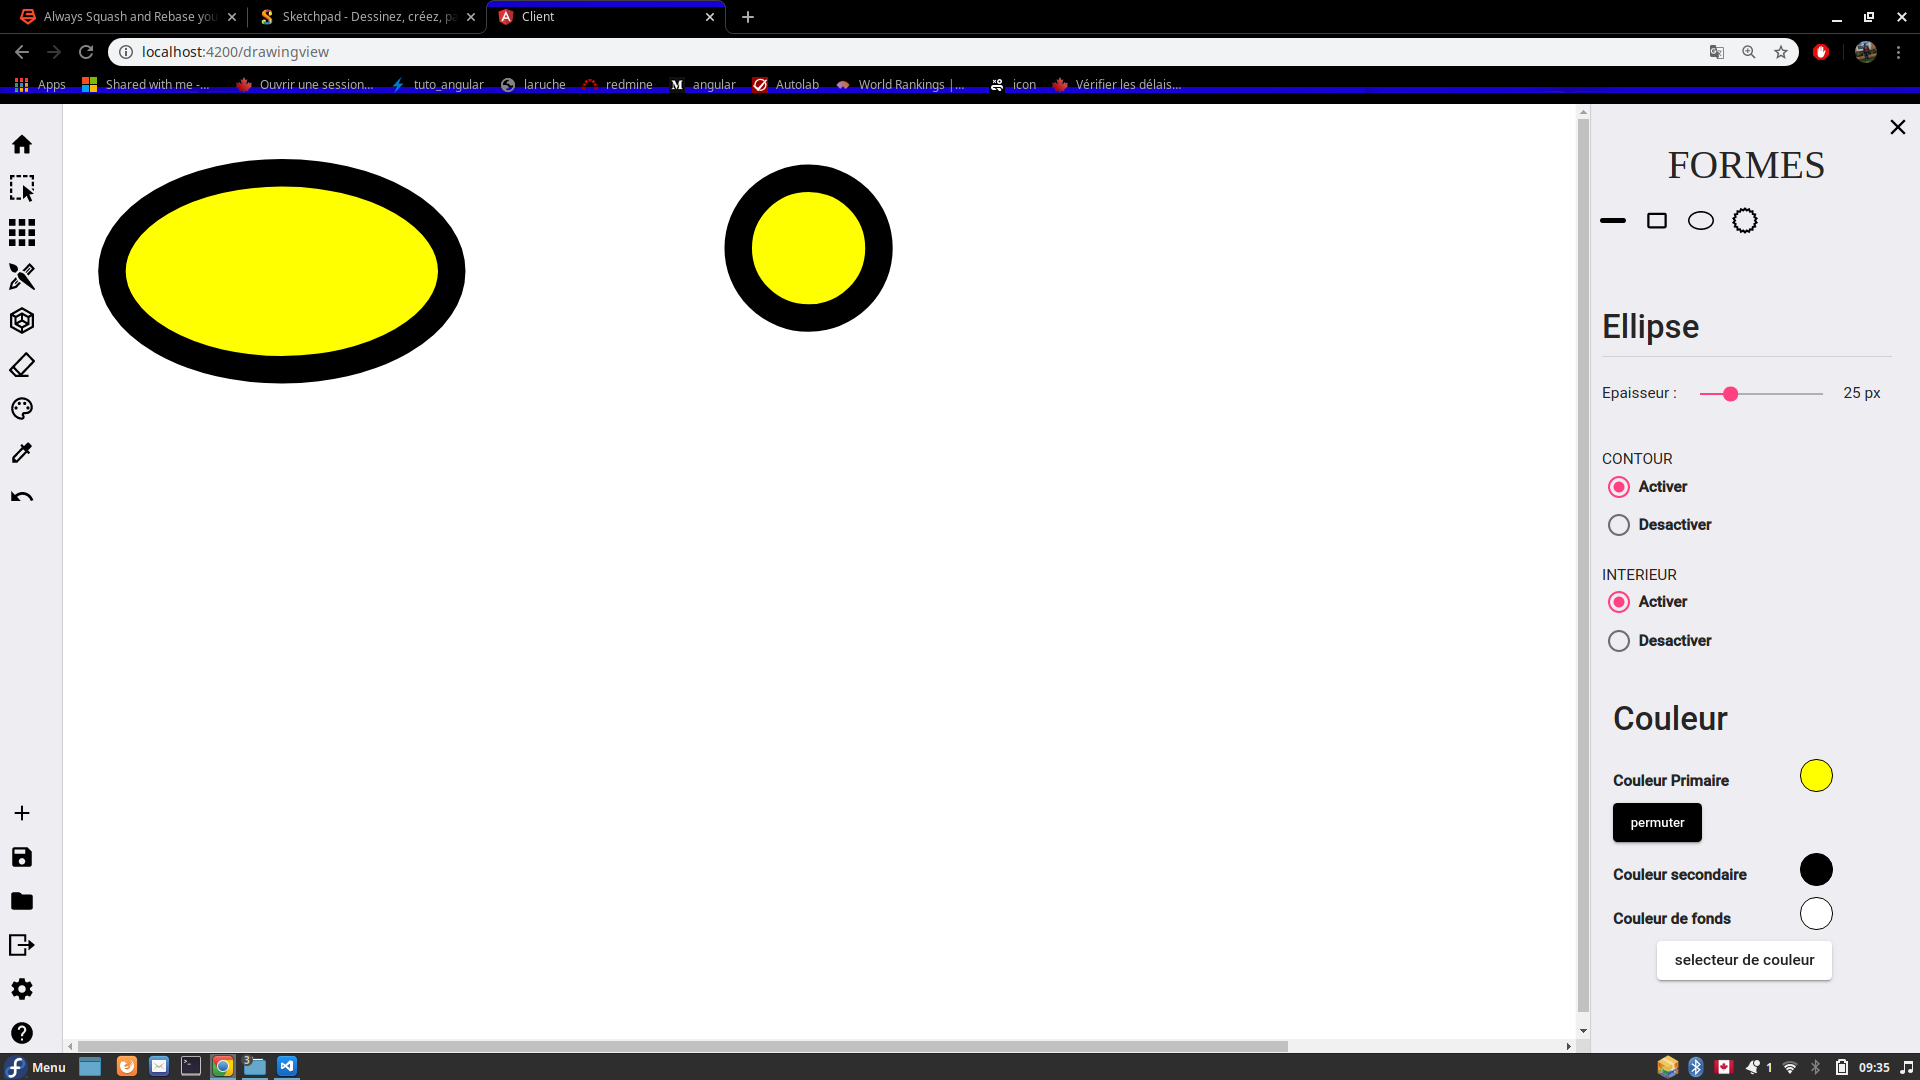 Always Squash and Rebase you
Sketchpad - Dessinez, créez, pa
Client
localhost:4200/drawingview
Apps
Shared with me -...
Ouvrir une session...
tuto_angular
laruche
redmine
M angular
Autolab
World Rankings |...
icon
Vérifier les délais...
FORMES
Ellipse
Epaisseur :
25 px
CONTOUR
Activer
Desactiver
INTERIEUR
Activer
Desactiver
Couleur
Couleur Primaire
permuter
Couleur secondaire
Couleur de fonds
selecteur de couleur
Menu
3
1
09:35